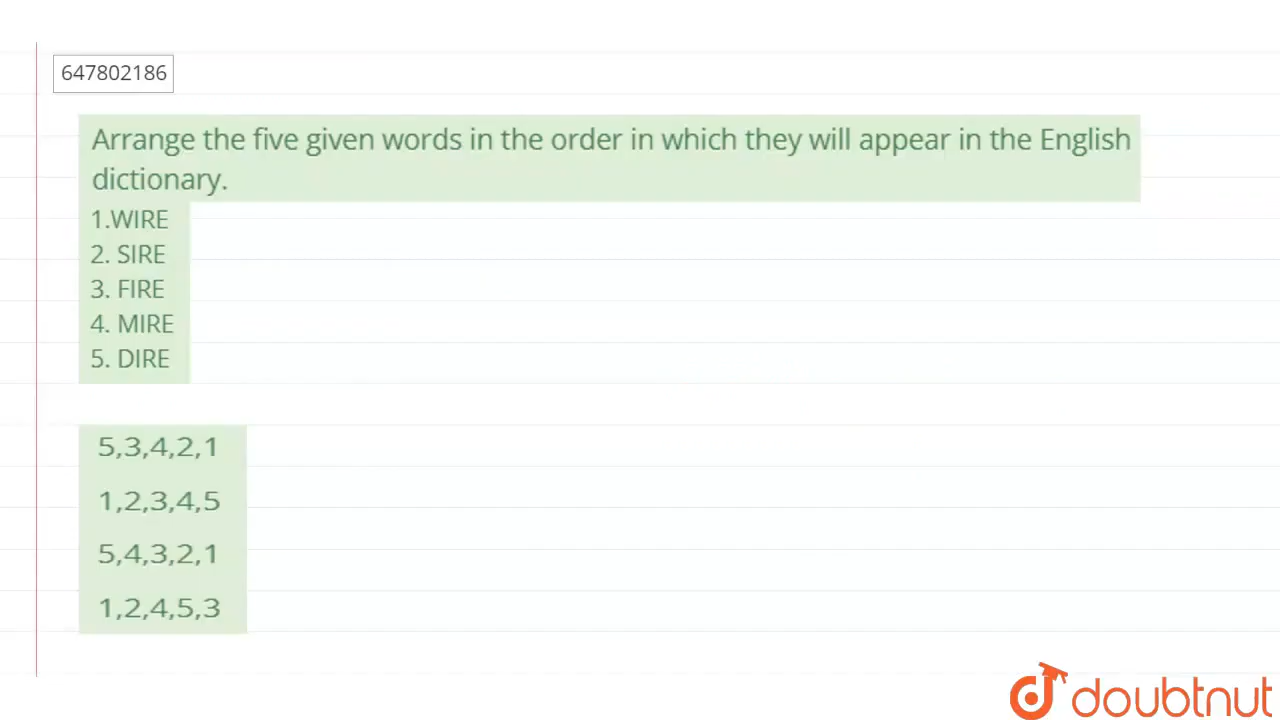 647802186
Arrange the five given words in the order in which they will appear in the English
dictionary.
1.WIRE
2. SIRE
3. FIRE
4. MIRE
5. DIRE
5,3,4,2,1
1,2,3,4,5
5,4,3,2,1
1,2,4,5,3
doubtnut